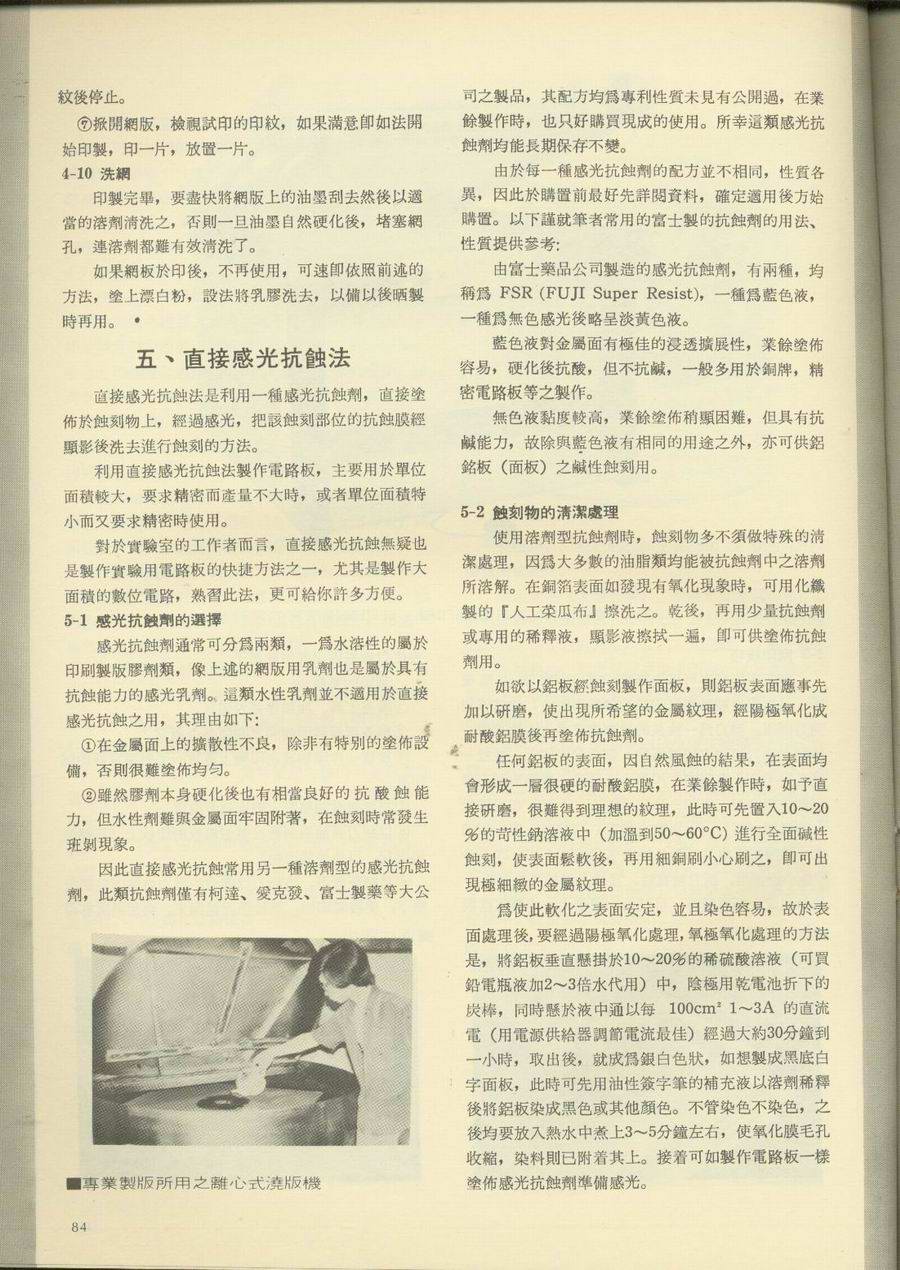 紋後停止。
⑦掀開網版，檢視試印的印紋，如果滿意卽如法開
始印製，印一片，放置一片。
4-10 洗網
印製完畢，要盡快將網版上的油墨刮去然後以適
當的溶劑淸洗之，否則一旦油墨自然硬化後，堵塞網
孔，連溶劑都難有效淸洗了。
如果網板於印後，不再使用，可速卽依照前述的
方法，塗上漂白粉，設法將乳膠洗去，以備以後晒製
時再用。
五、直接感光抗蝕法
直接感光抗蝕法是利用一種感光抗蝕劑，直接塗
佈於蝕刻物上，經過感光，把該蝕刻部位的抗蝕膜經
顯影後洗去進行蝕刻的方法。
利用直接感光抗蝕法製作電路板，主要用於單位
面積較大，要求精密而產量不大時，或者單位面積特
小而又要求精密時使用。
對於實驗室的工作者而言，直接感光抗蝕無疑也
是製作實驗用電路板的快捷方法之一，尤其是製作大
面積的數位電路，熟習此法，更可給你許多方便。
5-1 感光抗蝕劑的選擇
感光抗蝕劑通常可分爲兩類，一爲水溶性的屬於
印刷製版膠劑類，像上述的網版用乳劑也是屬於具有
抗蝕能力的感光乳劑。這類水性乳劑並不適用於直接
感光抗蝕之用，其理由如下:
①在金屬面上的擴散性不良，除非有特別的塗佈設
備，否則很難塗佈均匀。
②雖然膠劑本身硬化後也有相當良好的抗酸蝕能
力，但水性劑難與金屬面牢固附著，在蝕刻時常發生
班剝現象。
因此直接感光抗蝕常用另一種溶劑型的感光抗蝕
劑，此類抗蝕劑僅有柯達、愛克發、富士製藥等大公
■專業製版所用之離心式澆版機
84
司之製品，其配方均爲專利性質未見有公開過，在業
餘製作時，也只好購買現成的使用。所幸這類感光抗
蝕劑均能長期保存不變。
由於每一種感光抗蝕劑的配方並不相同，性質各
異，因此於購置前最好先詳閱資料，確定適用後方始
購置。以下謹就筆者常用的富士製的抗蝕劑的用法、
性質提供參考:
由富士藥品公司製造的感光抗蝕劑，有兩種，均
稱爲 FSR (FUJI Super Resist)，一種爲藍色液，
一種爲無色感光後略呈淡黃色液。
藍色液對金屬面有極佳的浸透擴展性，業餘塗佈
容易，硬化後抗酸，但不抗鹹，一般多用於銅牌，精
密電路板等之製作。
無色液黏度較高，業餘塗佈稍顯困難，但具有抗
鹹能力，故除與藍色液有相同的用途之外，亦可供鋁
銘板（面板）之鹹性蝕刻用。
5-2 蝕刻物的淸潔處理
使用溶劑型抗蝕劑時，蝕刻物多不須做特殊的淸
潔處理，因爲大多數的油脂類均能被抗蝕劑中之溶劑
所溶解。在銅箔表面如發現有氧化現象時，可用化纖
製的『人工菜瓜布』擦洗之。乾後，再用少量抗蝕劑
或專用的稀釋液，顯影液擦拭一遍，卽可供塗佈抗蝕
劑用。
如欲以鋁板經蝕刻製作面板，則鋁板表面應事先
加以研磨，使出現所希望的金屬紋理，經陽極氧化成
耐酸鋁膜後再塗佈抗蝕劑。
任何鋁板的表面，因自然風蝕的結果，在表面均
會形成一層很硬的耐酸鋁膜，在業餘製作時，如予直
接研磨，很難得到理想的紋理，此時可先置入10～20
％的苛性鈉溶液中（加溫到50～60°C）進行全面碱性
蝕刻，使表面鬆軟後，再用細銅刷小心刷之，卽可出
現極細緻的金屬紋理。
爲使此軟化之表面安定，並且染色容易，故於表
面處理後，要經過陽極氧化處理，氧極氧化處理的方法
是，將鋁板垂直懸掛於10～20％的稀硫酸溶液（可買
鉛電瓶液加2～3倍水代用）中，陰極用乾電池折下的
炭棒，同時懸於液中通以每 100cm² 1～3A 的直流
電（用電源供給器調節電流最佳）經過大約30分鐘到
一小時，取出後，就成爲銀白色狀，如想製成黑底白
字面板，此時可先用油性簽字筆的補充液以溶劑稀釋
後將鋁板染成黑色或其他顏色。不管染色不染色，之
後均要放入熱水中煮上3～5分鐘左右，使氧化膜毛孔
收縮，染料則已附着其上。接着可如製作電路板一樣
塗佈感光抗蝕劑準備感光。